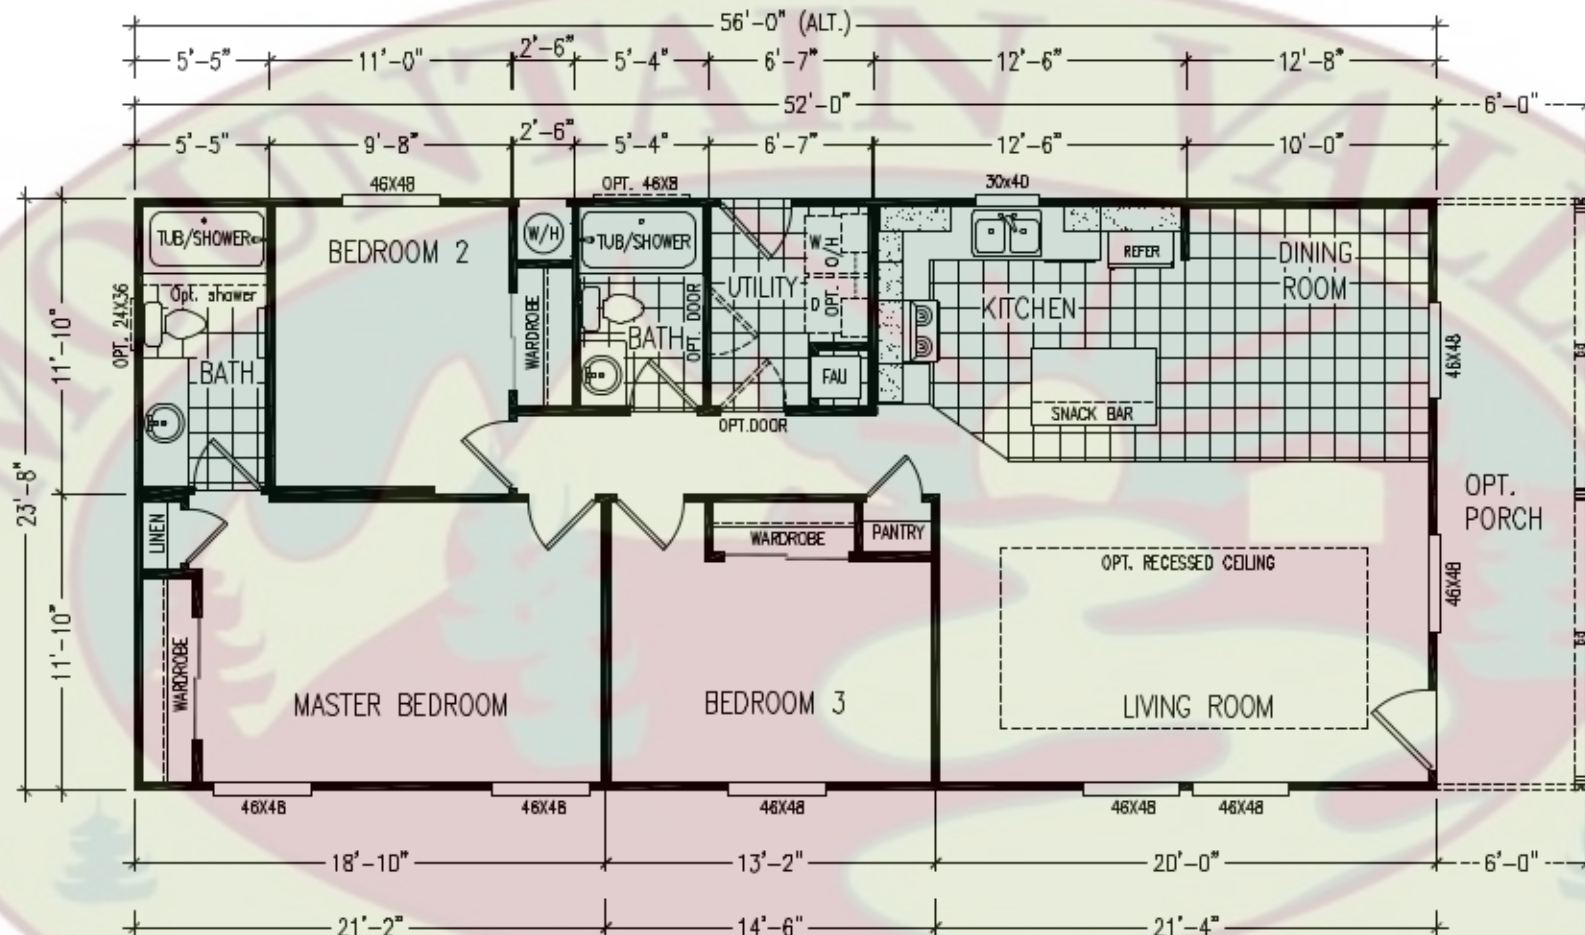 56'-0" (ALT.)
5'-5" 11'-0" 2'-6" 5'-4" 6'-7" 12'-6" 12'-8"
52'-0" 6'-0"
5'-5" 9'-8" 2'-6" 5'-4" 6'-7" 12'-6" 10'-0"
MOUNTAIN VALL
46X48 OPT. 46X8 30x40
TUB/SHOWER BEDROOM 2 W/H TUB/SHOWER W O/H REFER DINING
ROOM
OPT. 24X36 Opt. shower WARDROBE OPT. DOOR UTILITY D OPT. KITCHEN
11'-10" BATH BATH FAU 46X48
SNACK BAR
OPT.DOOR
23'-8"
OPT.
PORCH
LINEN WARDROBE PANTRY
OPT. RECESSED CEILING 46X48
11'-10" WARDROBE
MASTER BEDROOM BEDROOM 3 LIVING ROOM
46X48 46X48 46X48 46X48 46X48
18'-10" 13'-2" 20'-0" 6'-0"
21'-2" 14'-6" 21'-4"